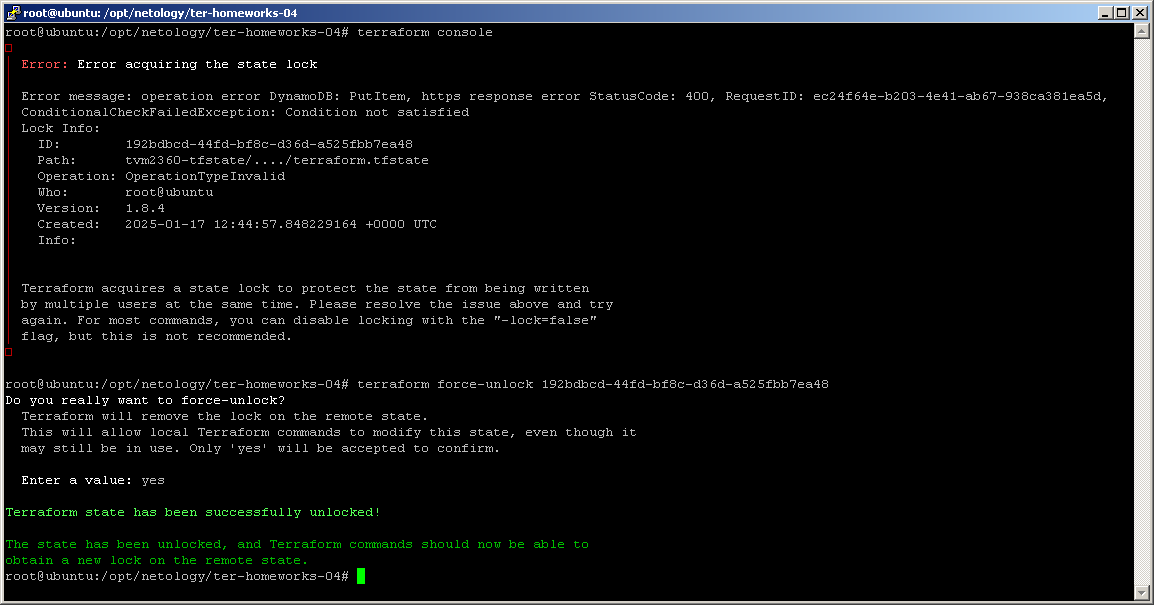 root@ubuntu: /opt/netology/ter-homeworks-04
root@ubuntu:/opt/netology/ter-homeworks-04# terraform console
Error: Error acquiring the state lock
Error message: operation error DynamoDB: PutItem, https response error StatusCode: 400, RequestID: ec24f64e-b203-4e41-ab67-938ca381ea5d,
ConditionalCheckFailedException: Condition not satisfied
Lock Info:
ID: 192bdbcd-44fd-bf8c-d36d-a525fbb7ea48
Path: tvm2360-tfstate/..../terraform.tfstate
Operation: OperationTypeInvalid
Who: root@ubuntu
Version: 1.8.4
Created: 2025-01-17 12:44:57.848229164 +0000 UTC
Info:
Terraform acquires a state lock to protect the state from being written
by multiple users at the same time. Please resolve the issue above and try
again. For most commands, you can disable locking with the "-lock=false"
flag, but this is not recommended.
root@ubuntu:/opt/netology/ter-homeworks-04# terraform force-unlock 192bdbcd-44fd-bf8c-d36d-a525fbb7ea48
Do you really want to force-unlock?
Terraform will remove the lock on the remote state.
This will allow local Terraform commands to modify this state, even though it
may still be in use. Only 'yes' will be accepted to confirm.
Enter a value: yes
Terraform state has been successfully unlocked!
The state has been unlocked, and Terraform commands should now be able to
obtain a new lock on the remote state.
root@ubuntu:/opt/netology/ter-homeworks-04#